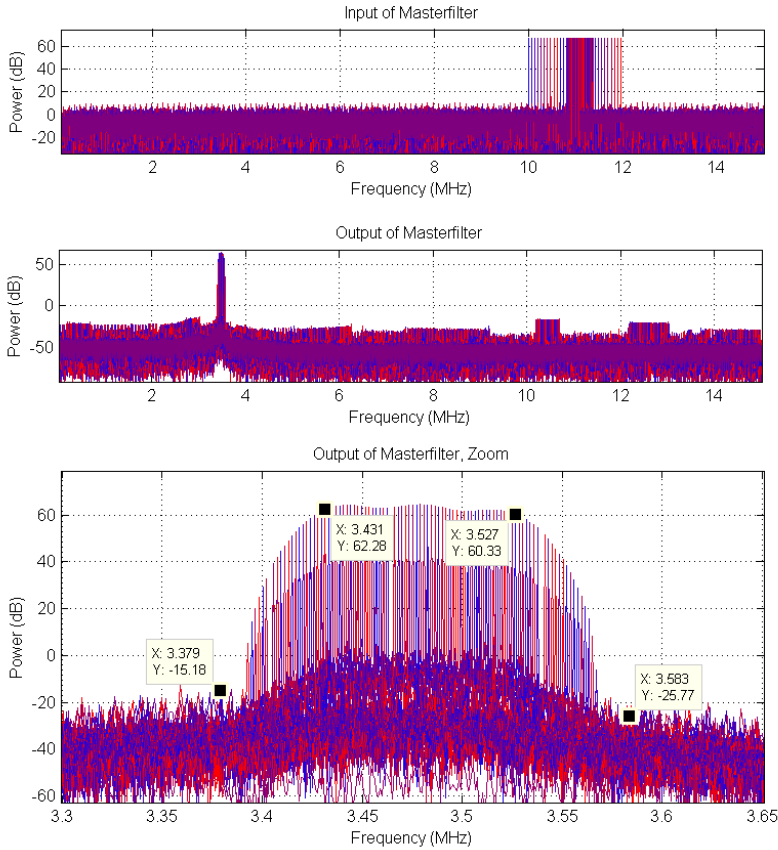 Input of Masterfilter
Power (dB)
60
40
20
0
-20
2 4 6 8 10 12 14
Frequency (MHz)
Output of Masterfilter
Power (dB)
50
0
-50
2 4 6 8 10 12 14
Frequency (MHz)
Output of Masterfilter, Zoom
Power (dB)
60
40
20
0
-20
-40
-60
X: 3.431
Y: 62.28
X: 3.527
Y: 60.33
X: 3.379
Y: -15.18
X: 3.583
Y: -25.77
3.3 3.35 3.4 3.45 3.5 3.55 3.6 3.65
Frequency (MHz)